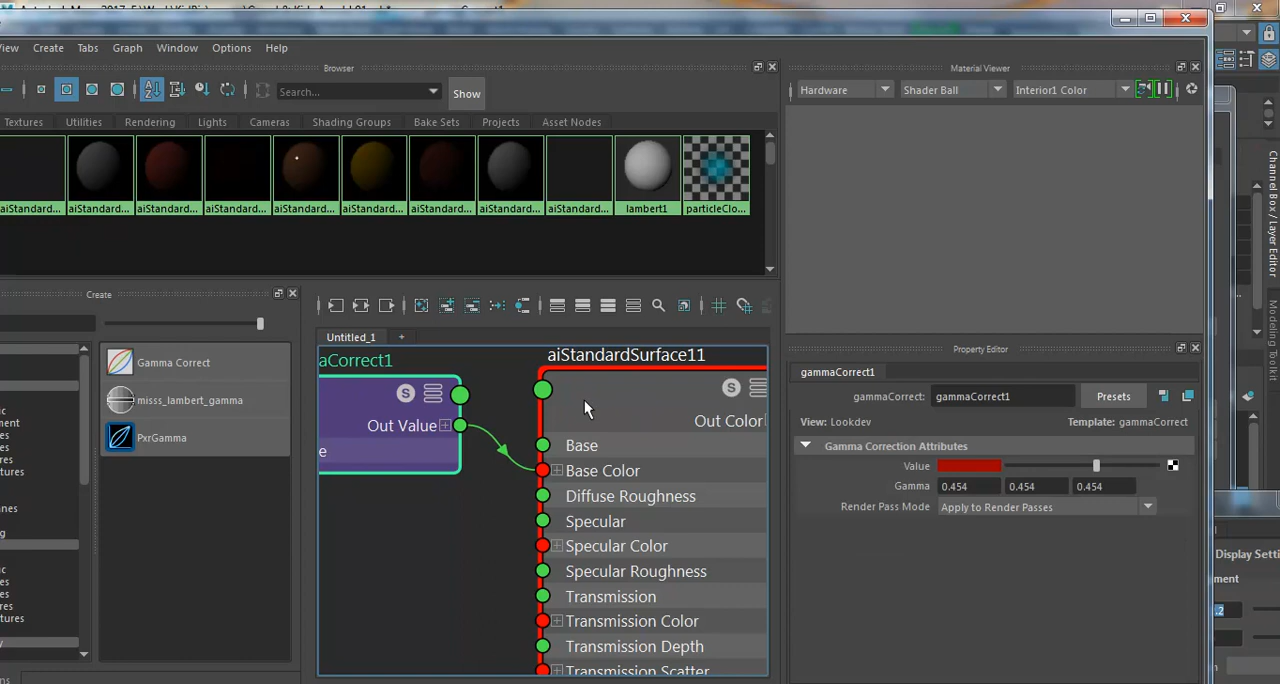 View Create Tabs Graph Window Options Help
Browser
Search...
Show
Textures Utilities Rendering Lights Cameras Shading Groups Bake Sets Projects Asset Nodes
aiStandard... aiStandard... aiStandard... aiStandard... aiStandard... aiStandard... aiStandard... aiStandard... aiStandard... lambert1 particleClo...
Create
Gamma Correct
misss_lambert_gamma
PxrGamma
Untitled_1 +
aCorrect1
S
Out Value
e
aiStandardSurface11
S
Out Color
Base
Base Color
Diffuse Roughness
Specular
Specular Color
Specular Roughness
Transmission
Transmission Color
Transmission Depth
Transmission Scatter
Material Viewer
Hardware Shader Ball Interior1 Color
Property Editor
gammaCorrect1
gammaCorrect: gammaCorrect1 Presets
View: Lookdev Template: gammaCorrect
Gamma Correction Attributes
Value
Gamma 0.454 0.454 0.454
Render Pass Mode Apply to Render Passes
Channel Box / Layer Editor
Modeling Toolkit
Display Setti